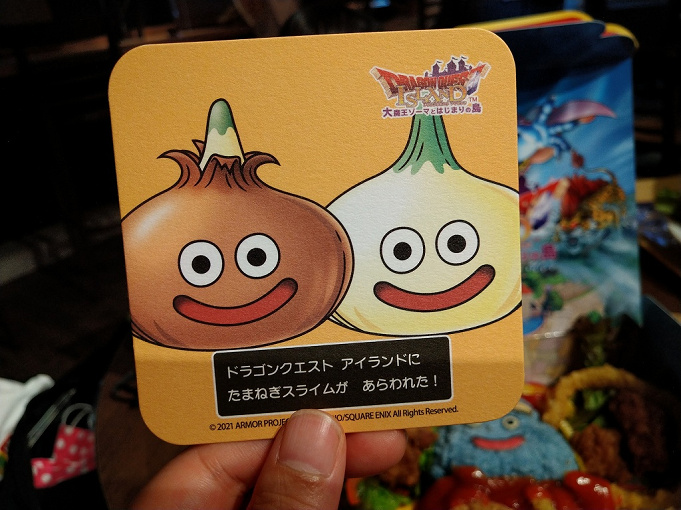 DRAGON QUEST
ISLAND™
大魔王ゾーマとはじまりの島
ドラゴンクエスト アイランドに
たまねぎスライムが あらわれた！
© 2021 ARMOR PROJEC /SQUARE ENIX All Rights Reserved.